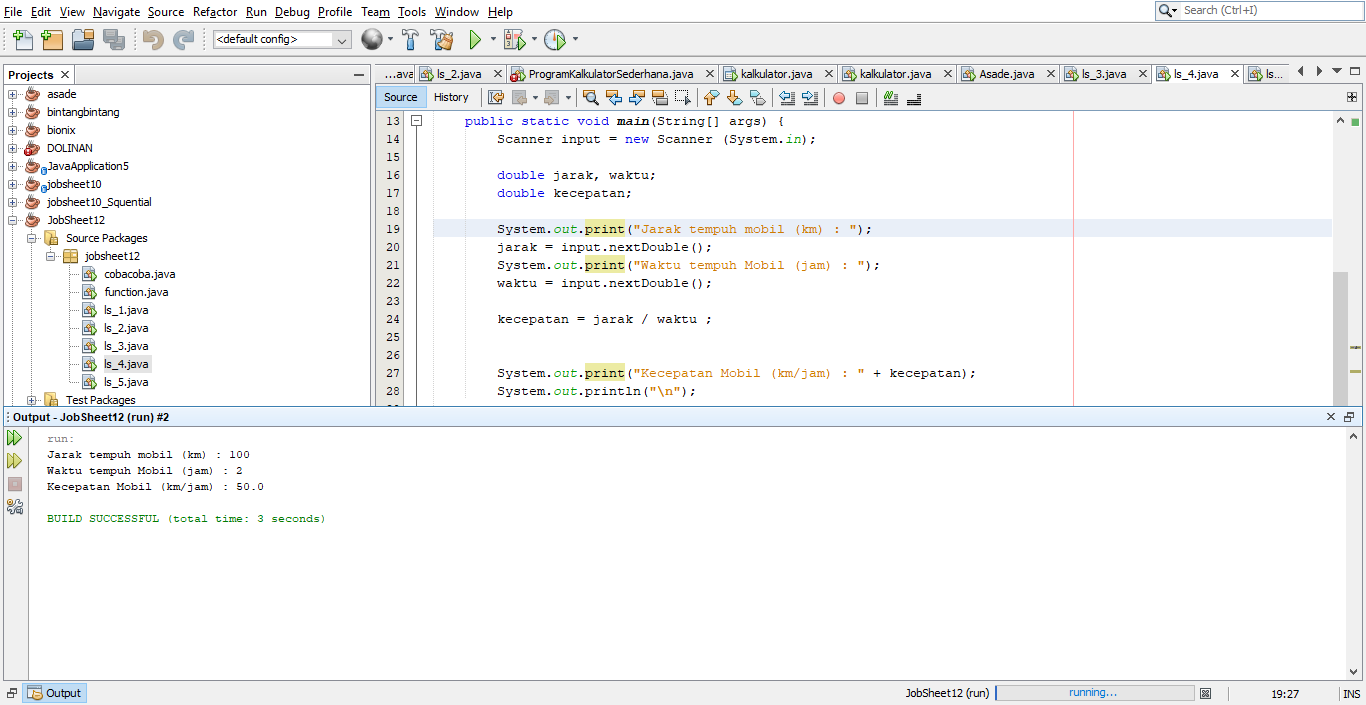 File Edit View Navigate Source Refactor Run Debug Profile Team Tools Window Help
Search (Ctrl+I)
<default config>
Projects
...ava ls_2.java ProgramKalkulatorSederhana.java kalkulator.java kalkulator.java Asade.java ls_3.java ls_4.java ls...
Source History
asade
bintangbintang
bionix
DOLINAN
JavaApplication5
jobsheet10
jobsheet10_Squential
JobSheet12
Source Packages
jobsheet12
cobacoba.java
function.java
ls_1.java
ls_2.java
ls_3.java
ls_4.java
ls_5.java
Test Packages
13 public static void main(String[] args) {
14 Scanner input = new Scanner (System.in);
15
16 double jarak, waktu;
17 double kecepatan;
18
19 System.out.print("Jarak tempuh mobil (km) : ");
20 jarak = input.nextDouble();
21 System.out.print("Waktu tempuh Mobil (jam) : ");
22 waktu = input.nextDouble();
23
24 kecepatan = jarak / waktu ;
25
26
27 System.out.print("Kecepatan Mobil (km/jam) : " + kecepatan);
28 System.out.println("\n");
Output - JobSheet12 (run) #2
run:
Jarak tempuh mobil (km) : 100
Waktu tempuh Mobil (jam) : 2
Kecepatan Mobil (km/jam) : 50.0
BUILD SUCCESSFUL (total time: 3 seconds)
Output
JobSheet12 (run) running... 19:27 INS